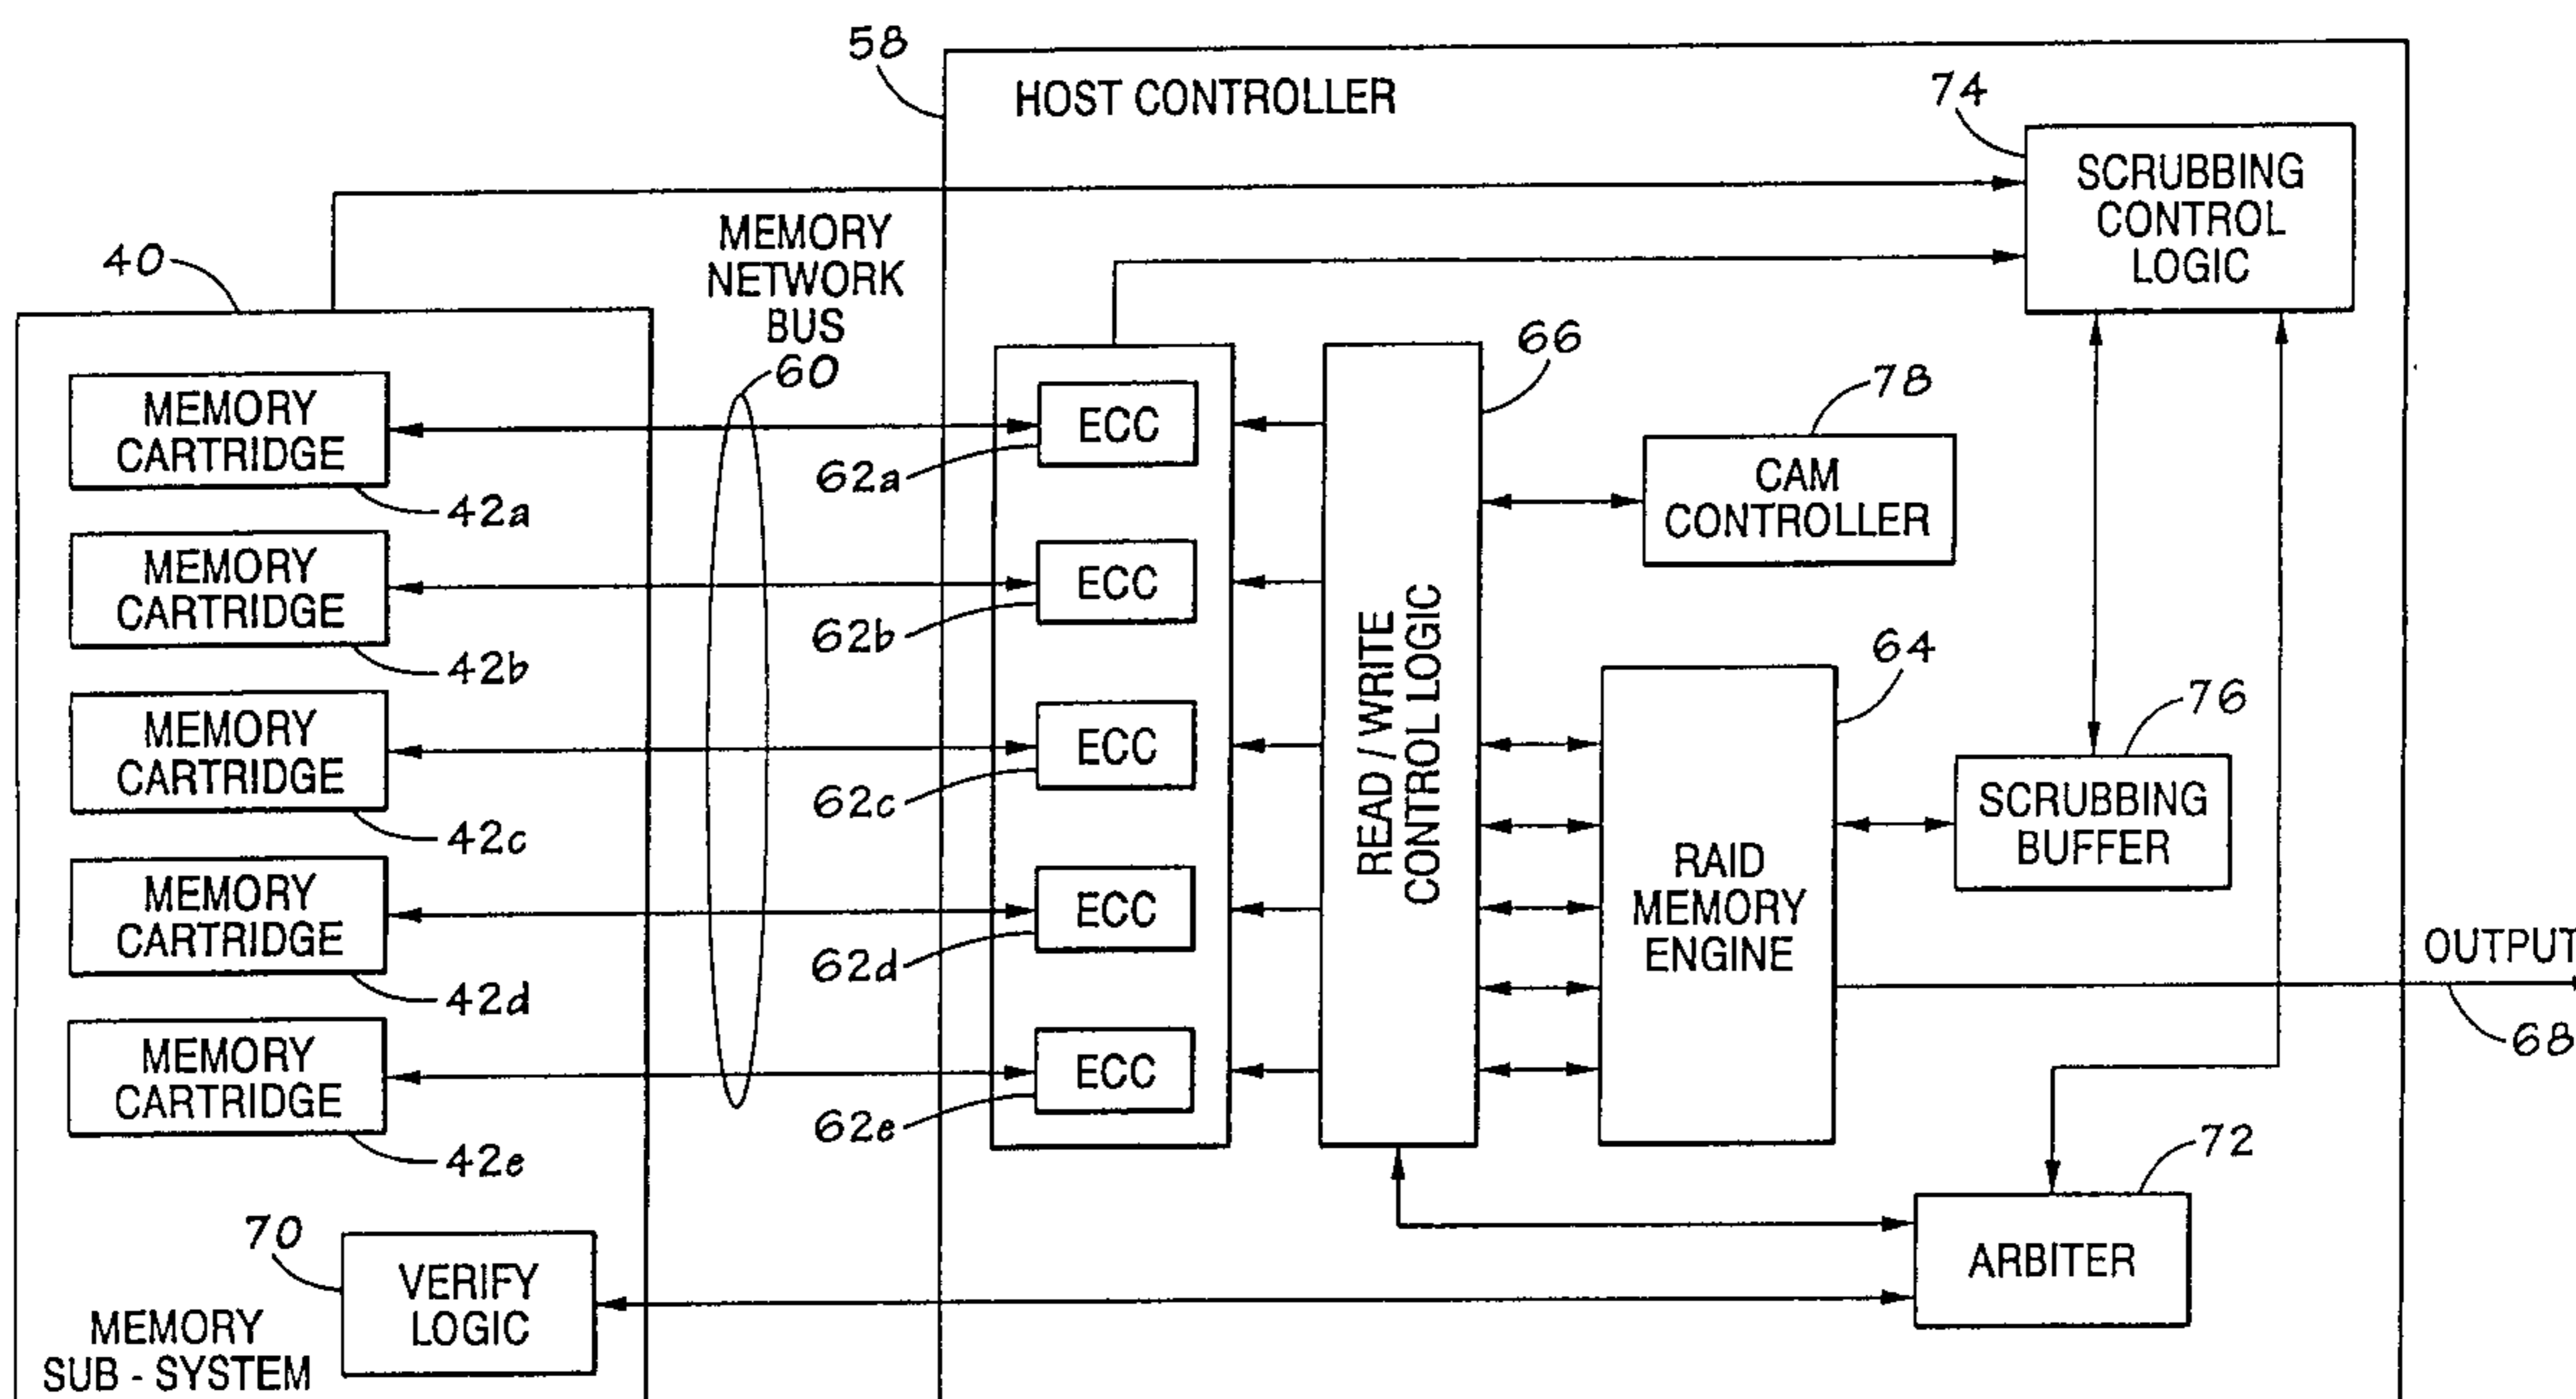 58
HOST CONTROLLER
74
SCRUBBING
CONTROL
LOGIC
40
MEMORY
NETWORK
BUS
60
66
78
CAM
CONTROLLER
MEMORY
CARTRIDGE
42a
ECC
62a
MEMORY
CARTRIDGE
42b
ECC
62b
MEMORY
CARTRIDGE
42c
ECC
62c
MEMORY
CARTRIDGE
42d
ECC
62d
MEMORY
CARTRIDGE
42e
ECC
62e
READ / WRITE
CONTROL LOGIC
64
RAID
MEMORY
ENGINE
76
SCRUBBING
BUFFER
OUTPUT
68
72
ARBITER
70
VERIFY
LOGIC
MEMORY
SUB - SYSTEM